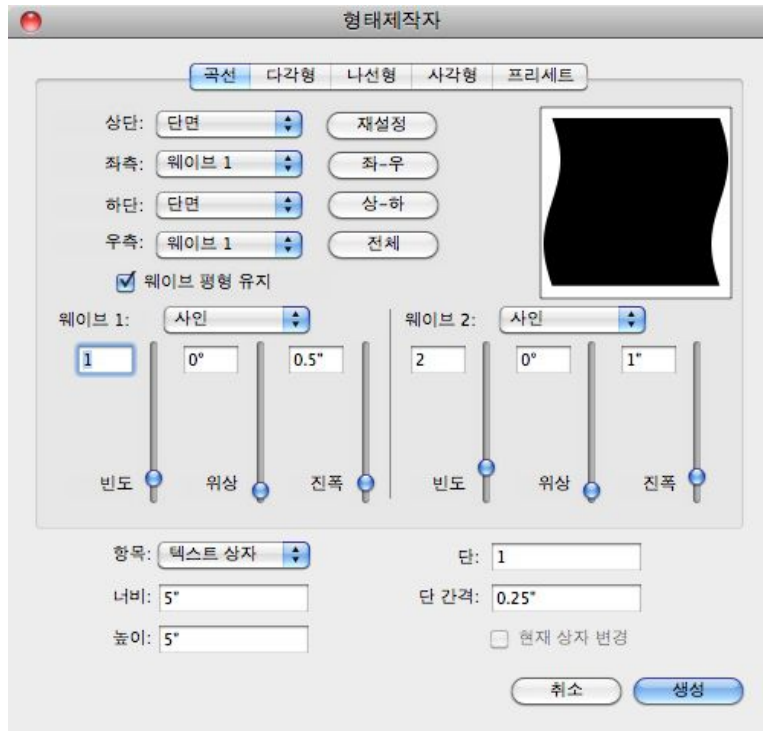 형태제작자
곡선 다각형 나선형 사각형 프리세트
상단: 단면 재설정
좌측: 웨이브 1 좌-우
하단: 단면 상-하
우측: 웨이브 1 전체
웨이브 평형 유지
웨이브 1: 사인 웨이브 2: 사인
1 0° 0.5" 2 0° 1"
빈도 위상 진폭 빈도 위상 진폭
항목: 텍스트 상자 단: 1
너비: 5" 단 간격: 0.25"
높이: 5" 현재 상자 변경
취소 생성